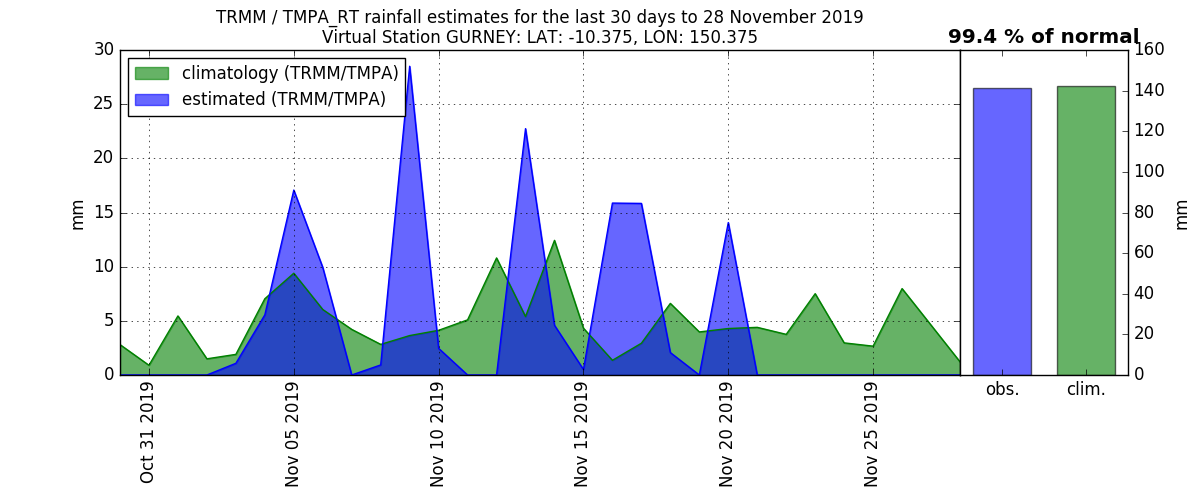 TRMM / TMPA_RT rainfall estimates for the last 30 days to 28 November 2019
Virtual Station GURNEY: LAT: -10.375, LON: 150.375
99.4 % of normal
climatology (TRMM/TMPA)
estimated (TRMM/TMPA)
30
25
20
15
10
5
0
mm
Oct 31 2019
Nov 05 2019
Nov 10 2019
Nov 15 2019
Nov 20 2019
Nov 25 2019
160
140
120
100
80
60
40
20
0
mm
obs.
clim.